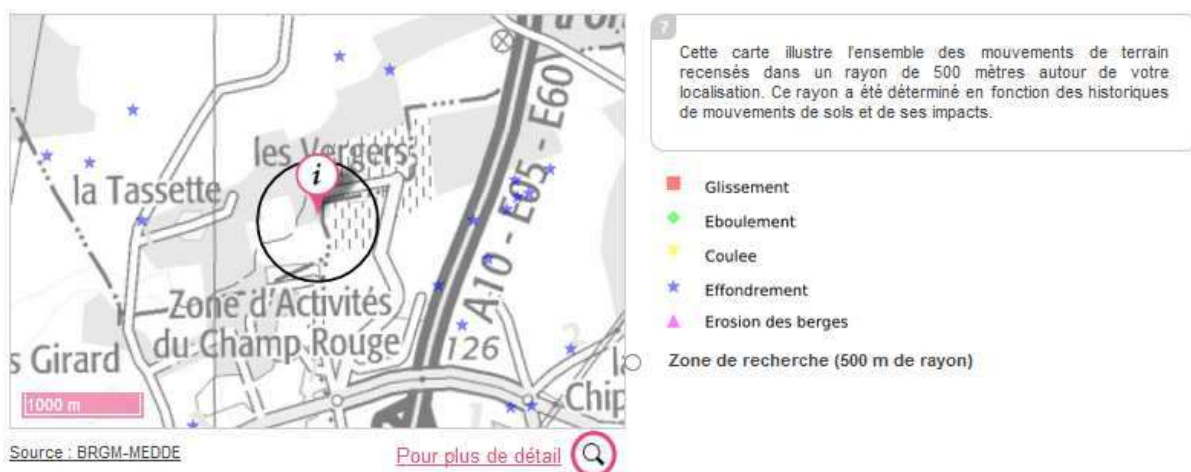 d'Or
les Vergers
i
la Tassette
A10 - E05 - E60
Zone d'Activités
du Champ Rouge
126
s Girard
la
Chip
1000 m
Source : BRGM-MEDDE
Pour plus de détail
?
Cette carte illustre l'ensemble des mouvements de terrain
recensés dans un rayon de 500 mètres autour de votre
localisation. Ce rayon a été déterminé en fonction des historiques
de mouvements de sols et de ses impacts.
Glissement
Eboulement
Coulee
Effondrement
Erosion des berges
Zone de recherche (500 m de rayon)